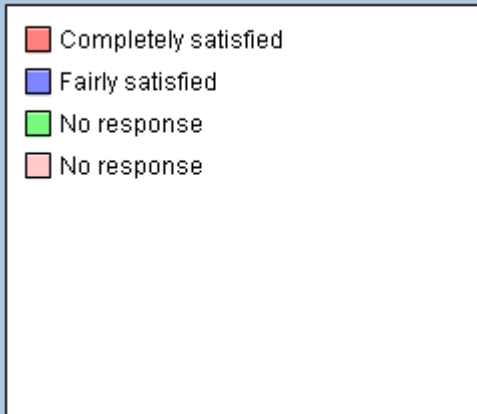 Completely satisfied
Fairly satisfied
No response
No response